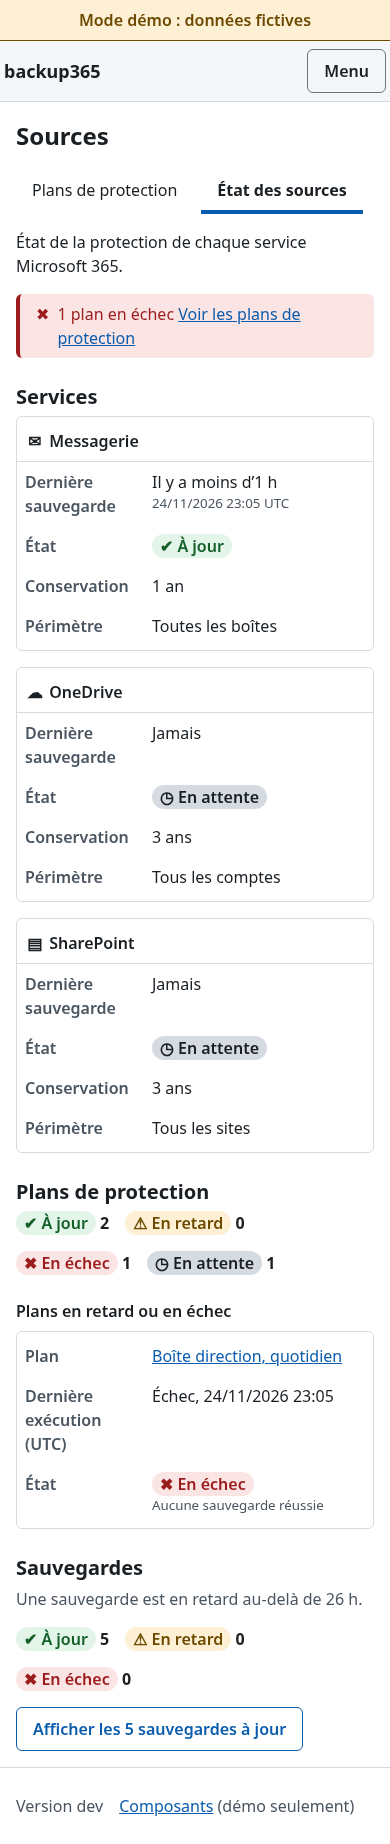 Mode démo : données fictives
backup365
Menu
Sources
Plans de protection
État des sources
État de la protection de chaque service
Microsoft 365.
✖ 1 plan en échec Voir les plans de
protection
Services
✉ Messagerie
Dernière
sauvegarde
Il y a moins d’1 h
24/11/2026 23:05 UTC
État
✔ À jour
Conservation
1 an
Périmètre
Toutes les boîtes
☁ OneDrive
Dernière
sauvegarde
Jamais
État
◷ En attente
Conservation
3 ans
Périmètre
Tous les comptes
▤ SharePoint
Dernière
sauvegarde
Jamais
État
◷ En attente
Conservation
3 ans
Périmètre
Tous les sites
Plans de protection
✔ À jour 2 ⚠ En retard 0
✖ En échec 1 ◷ En attente 1
Plans en retard ou en échec
Plan
Boîte direction, quotidien
Dernière
exécution
(UTC)
Échec, 24/11/2026 23:05
État
✖ En échec
Aucune sauvegarde réussie
Sauvegardes
Une sauvegarde est en retard au-delà de 26 h.
✔ À jour 5 ⚠ En retard 0
✖ En échec 0
Afficher les 5 sauvegardes à jour
Version dev Composants (démo seulement)